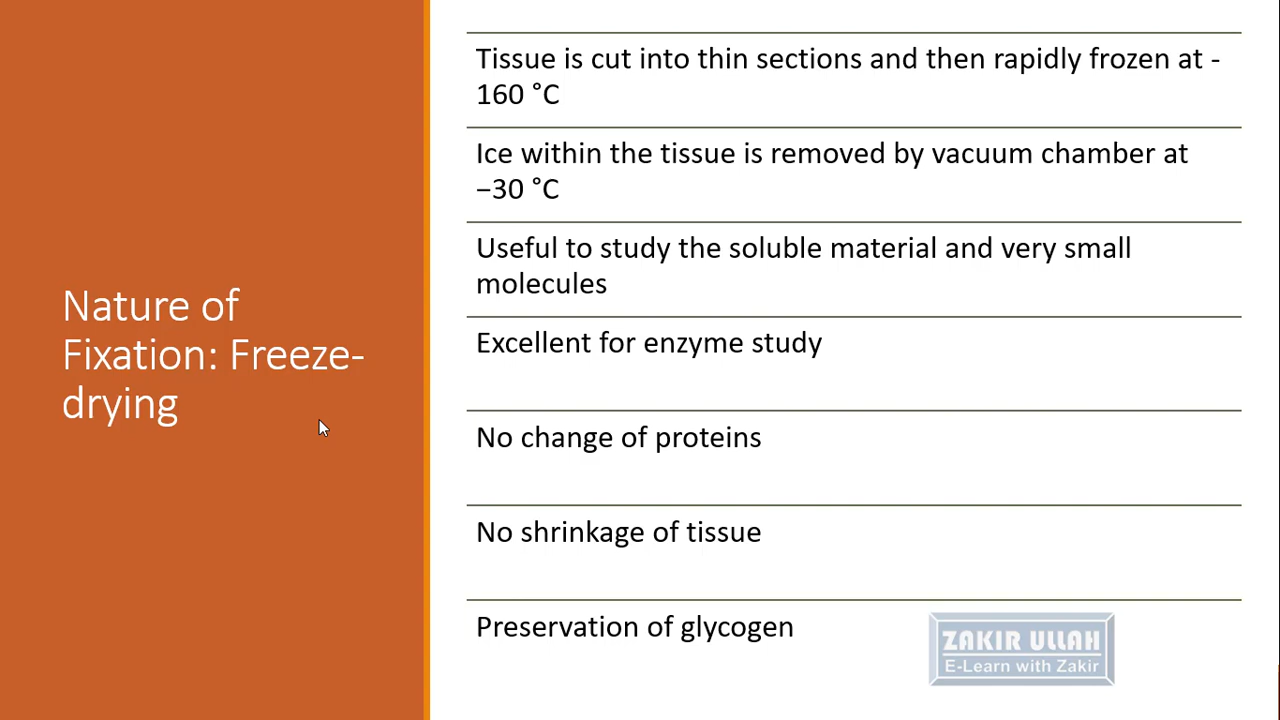 Nature of
Fixation: Freeze-
drying
Tissue is cut into thin sections and then rapidly frozen at -
160 °C
Ice within the tissue is removed by vacuum chamber at
−30 °C
Useful to study the soluble material and very small
molecules
Excellent for enzyme study
No change of proteins
No shrinkage of tissue
Preservation of glycogen
ZAKIR ULLAH
E-Learn with Zakir